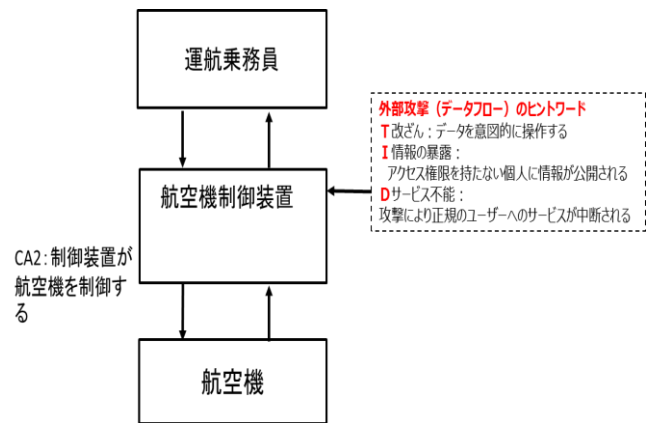 運航乗務員
外部攻撃（データフロー）のヒントワード
T改ざん：データを意図的に操作する
I 情報の暴露：
アクセス権限を持たない個人に情報が公開される
Dサービス不能：
攻撃により正規のユーザーへのサービスが中断される
航空機制御装置
CA2：制御装置が
航空機を制御す
る
航空機